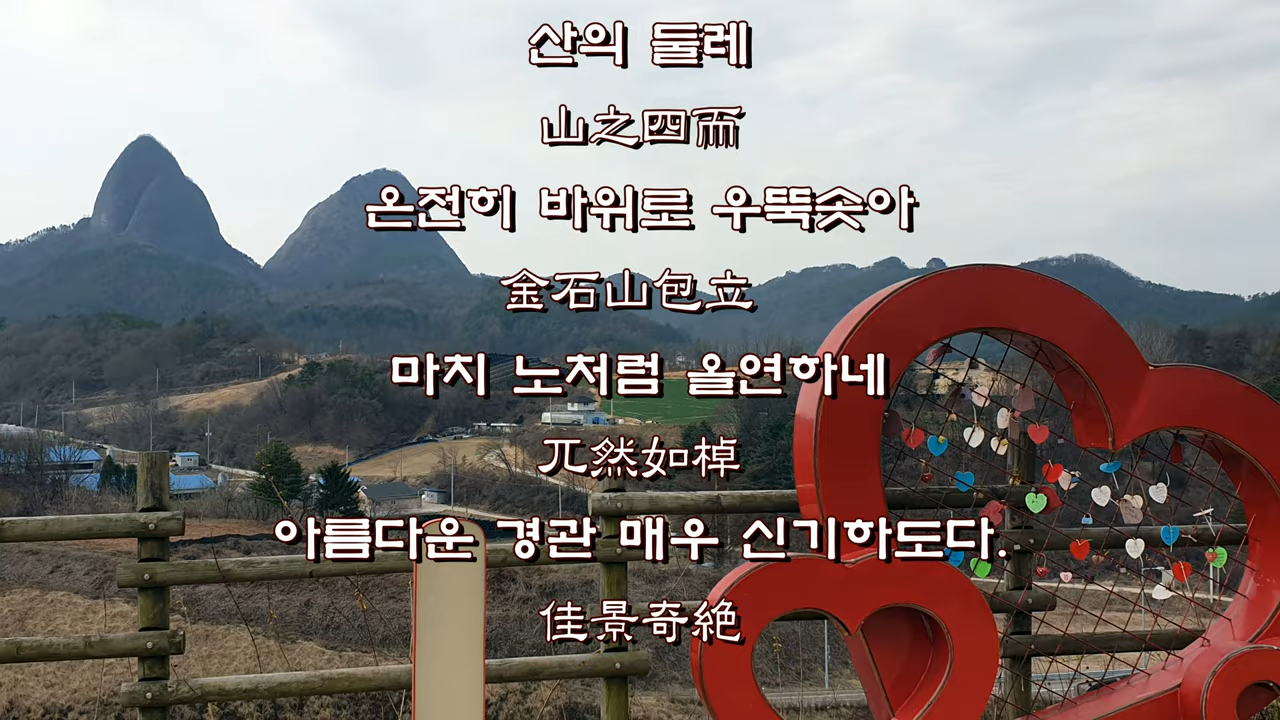 산의 둘레
山之四面
온전히 바위로 우뚝솟아
金石山包立
마치 노처럼 올연하네
兀然如棹
아름다운 경관 매우 신기하도다.
佳景奇絶